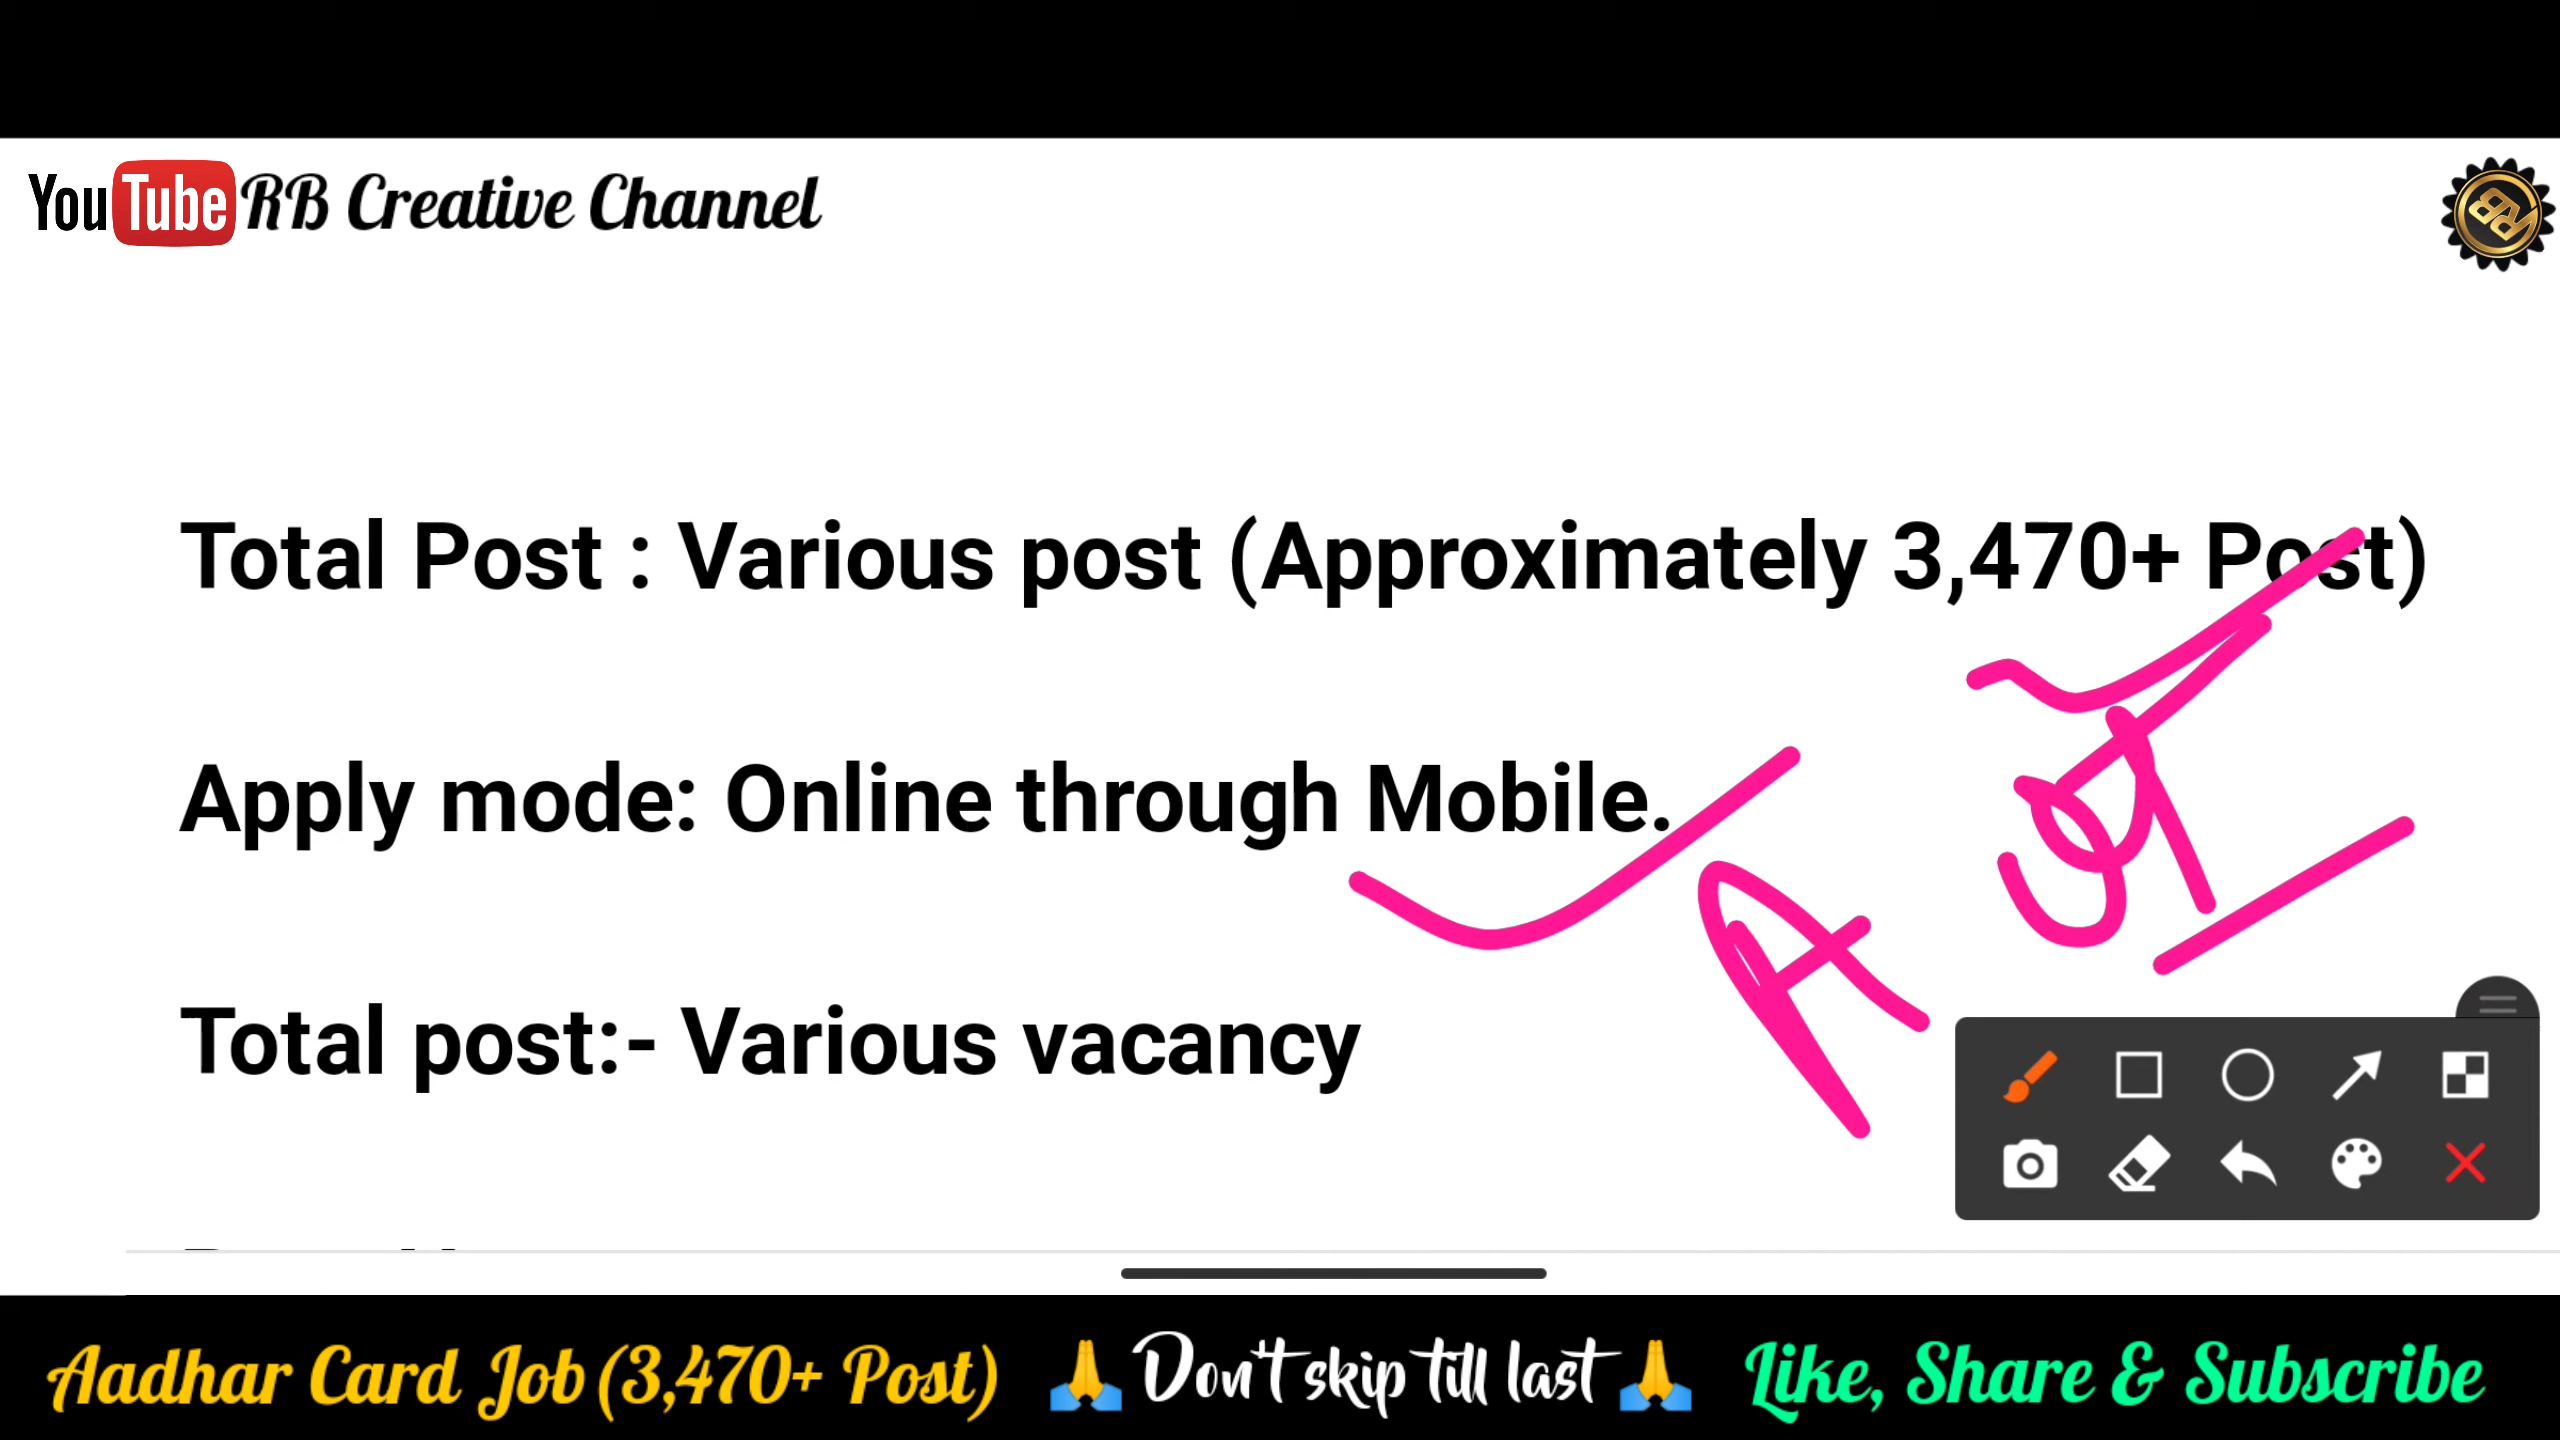 YouTube RB Creative Channel
Total Post : Various post (Approximately 3,470+ Post)
Apply mode: Online through Mobile.
Total post:- Various vacancy
Aadhar Card Job (3,470+ Post) 🙏 Don't skip till last 🙏 Like, Share & Subscribe